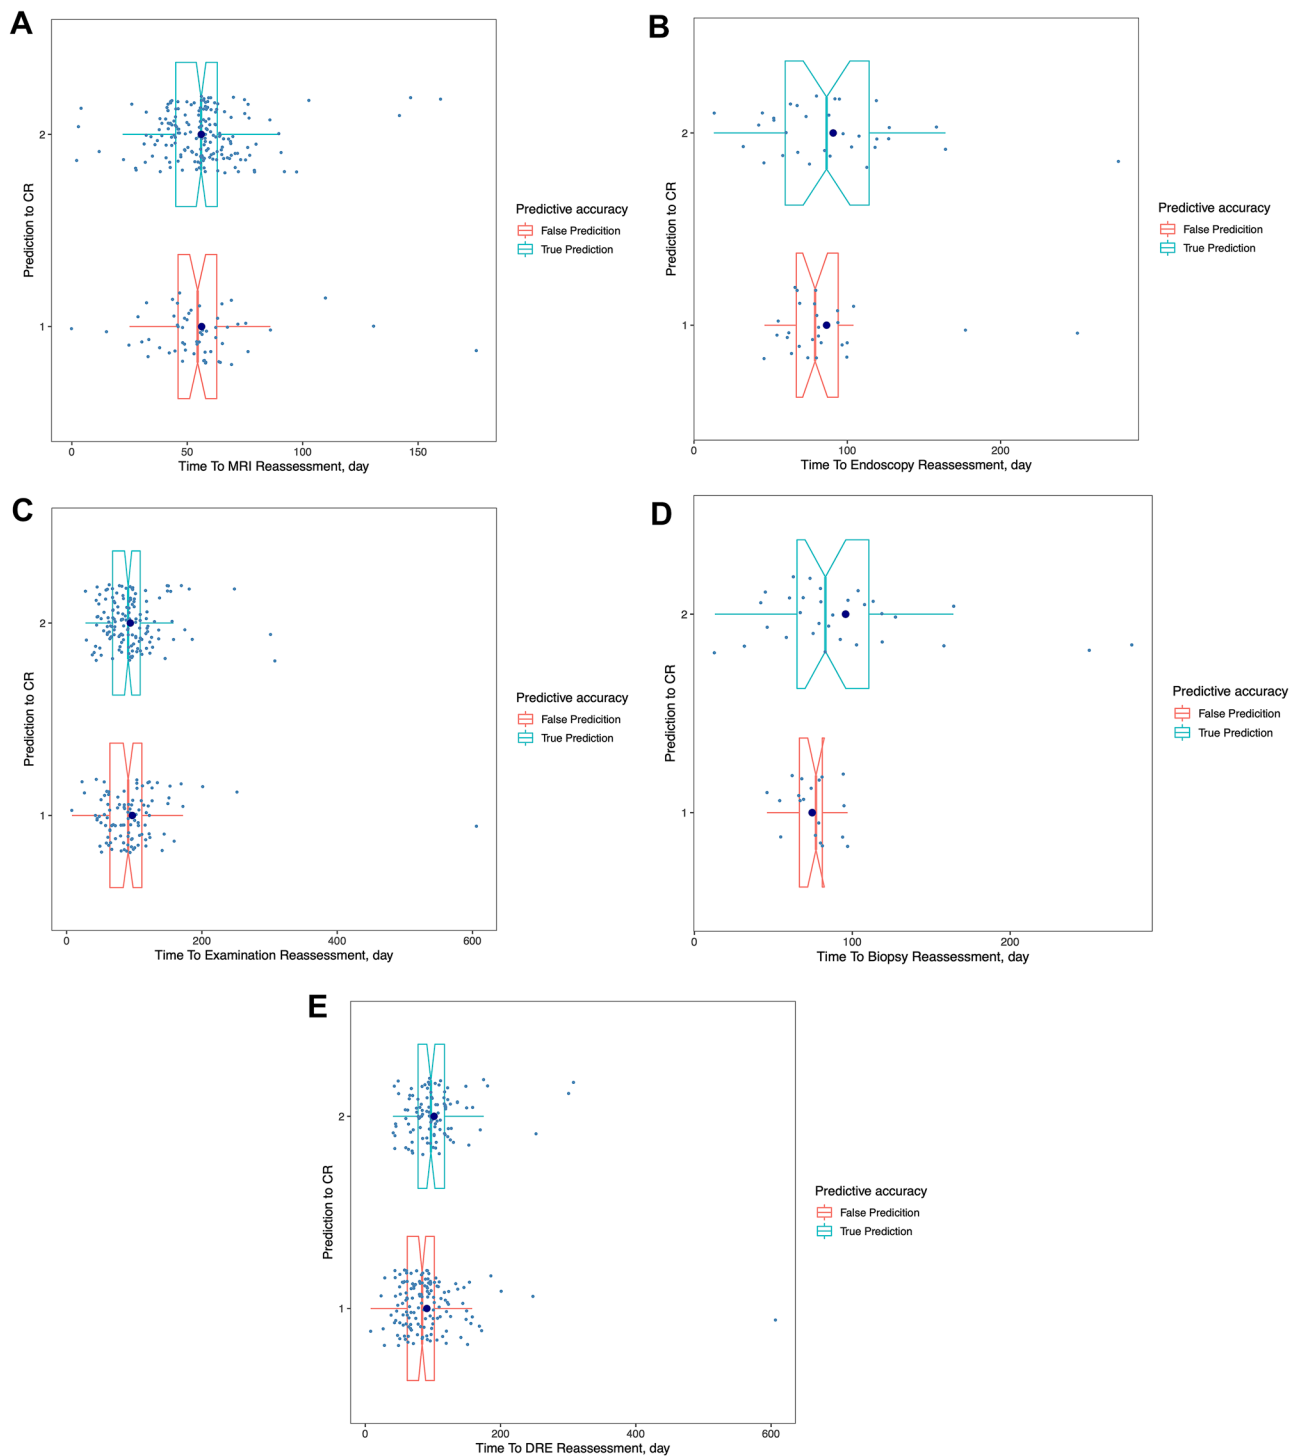 A
Prediction to CR
2
1
0
50
100
150
Time To MRI Reassessment, day
Predictive accuracy
False Predicition
True Prediction
B
Prediction to CR
2
1
0
100
200
Time To Endoscopy Reassessment, day
Predictive accuracy
False Predicition
True Prediction
C
Prediction to CR
2
1
0
200
400
600
Time To Examination Reassessment, day
Predictive accuracy
False Predicition
True Prediction
D
Prediction to CR
2
1
0
100
200
Time To Biopsy Reassessment, day
Predictive accuracy
False Predicition
True Prediction
E
Prediction to CR
2
1
0
200
400
600
Time To DRE Reassessment, day
Predictive accuracy
False Predicition
True Prediction